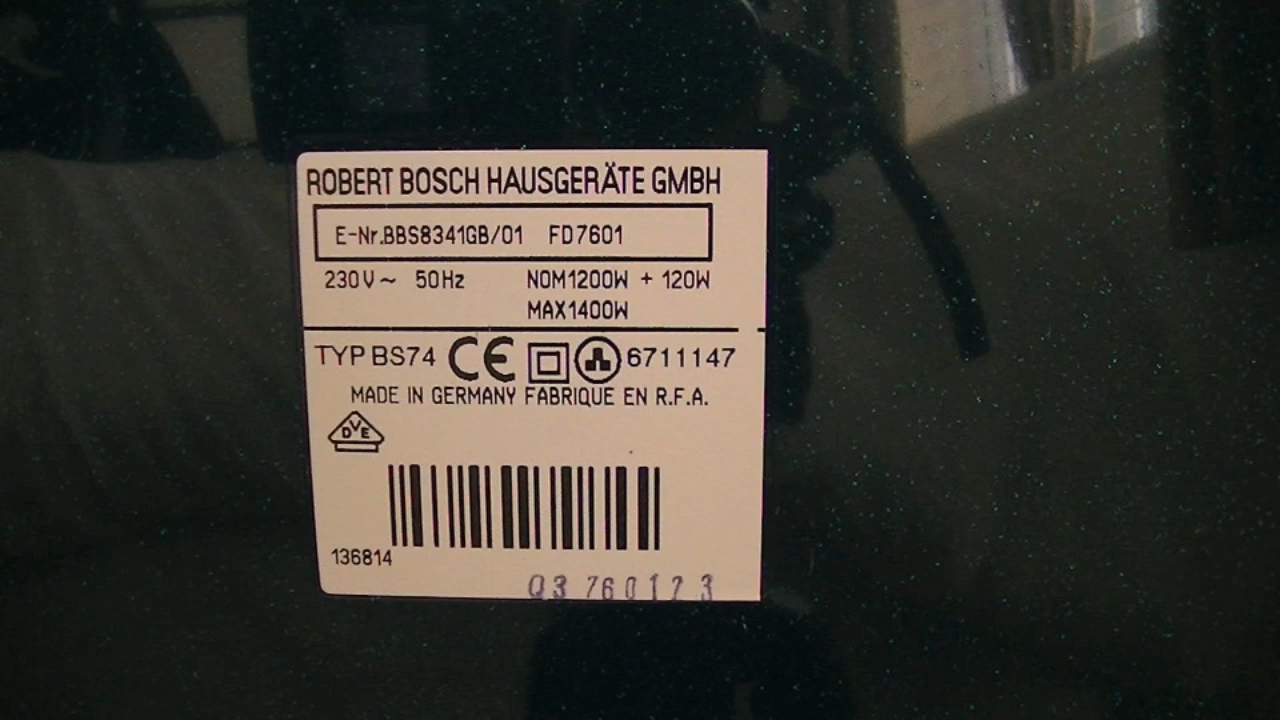 ROBERT BOSCH HAUSGERÄTE GMBH
E-Nr.BBS8341GB/01 FD7601
230V~ 50Hz NOM1200W + 120W
MAX1400W
TYP BS74 CE 6711147
MADE IN GERMANY FABRIQUE EN R.F.A.
DVE
136814
Q3 760123